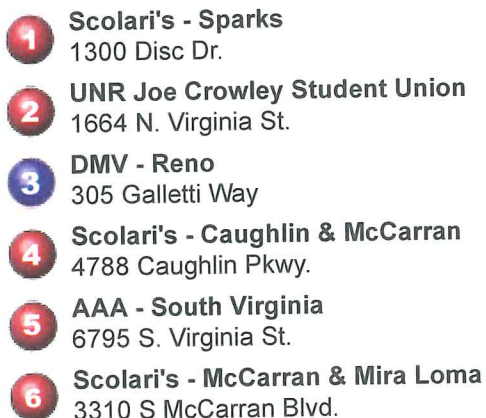 1 Scolari's - Sparks
1300 Disc Dr.
2 UNR Joe Crowley Student Union
1664 N. Virginia St.
3 DMV - Reno
305 Galletti Way
4 Scolari's - Caughlin & McCarran
4788 Caughlin Pkwy.
5 AAA - South Virginia
6795 S. Virginia St.
6 Scolari's - McCarran & Mira Loma
3310 S McCarran Blvd.